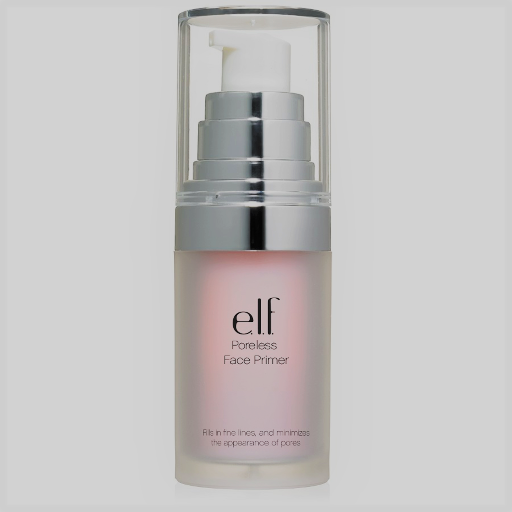 e.l.f.
Poreless
Face Primer
Fills in fine lines, and minimizes
the appearance of pores